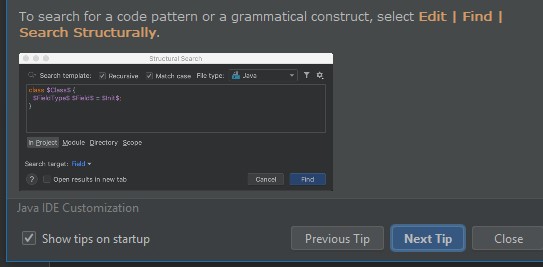 To search for a code pattern or a grammatical construct, select Edit | Find |
Search Structurally.
Structural Search
Search template: Recursive Match case File type: Java
class $Class$ {
$FieldType$ $Field$ = $Init$;
}
In Project Module Directory Scope
Search target: Field
? Open results in new tab Cancel Find
Java IDE Customization
Show tips on startup Previous Tip Next Tip Close